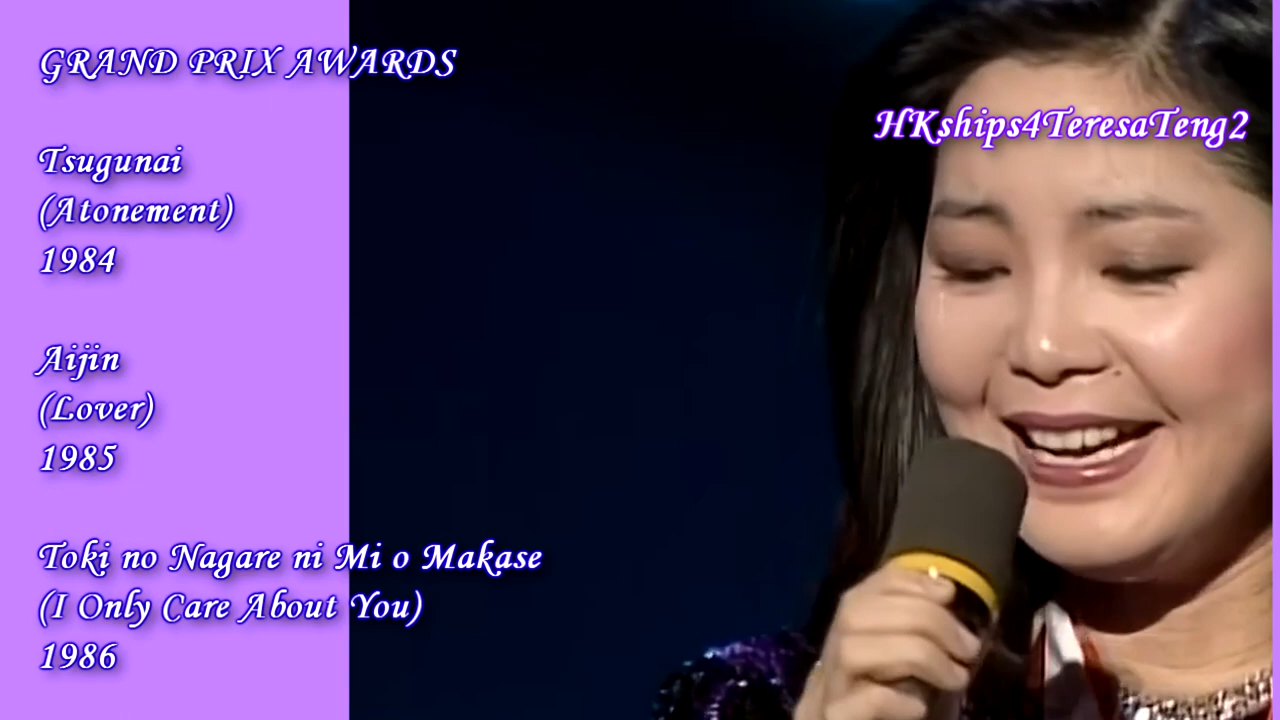 GRAND PRIX AWARDS
HKships4TeresaTeng2
Tsugunai
(Atonement)
1984
Aijin
(Lover)
1985
Toki no Nagare ni Mi o Makase
(I Only Care About You)
1986